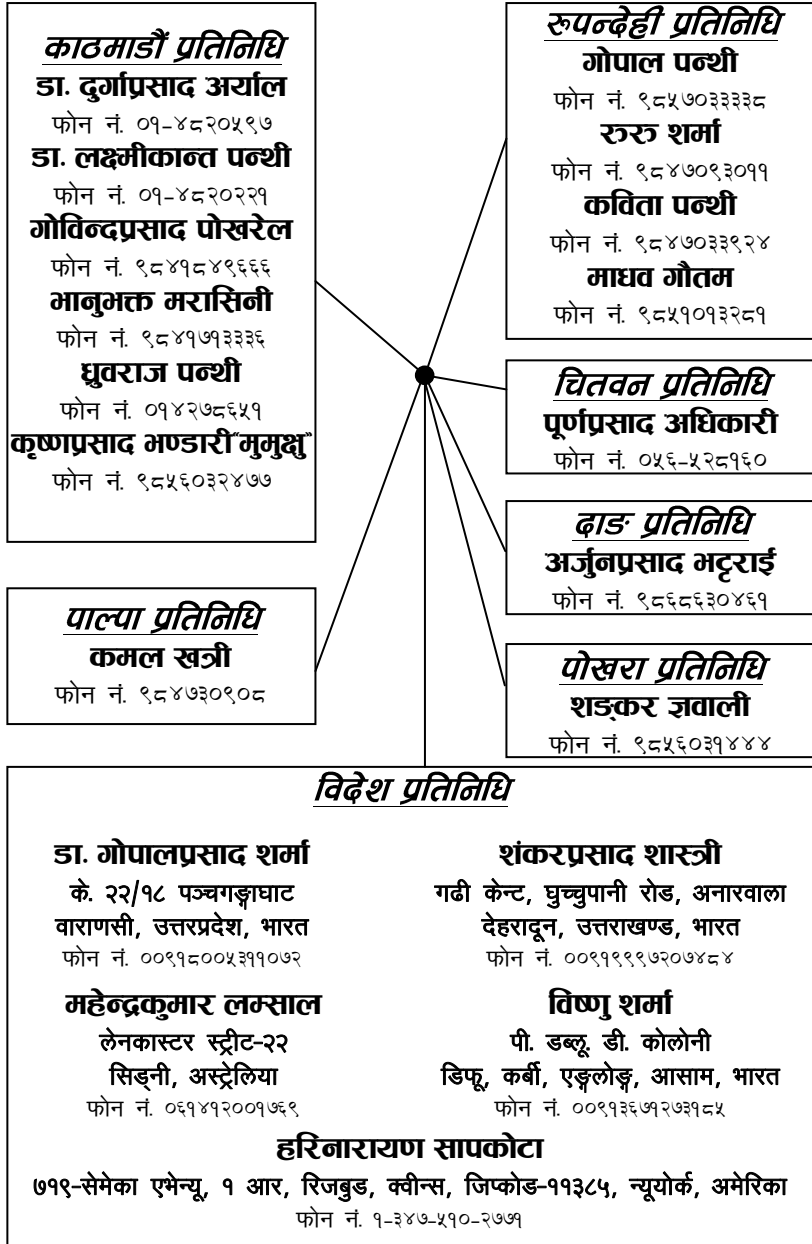 काठमाडौं प्रतिनिधि
डा. दुर्गाप्रसाद अर्याल
फोन नं. ०१-४८२०५९७
डा. लक्ष्मीकान्त पन्थी
फोन नं. ०१-४८२०२२१
गोविन्दप्रसाद पोखरेल
फोन नं. ९८४१८४९६६६
भानुभक्त मरासिनी
फोन नं. ९८४१७१३३३६
ध्रुवराज पन्थी
फोन नं. ०१४२७८६५१
कृष्णप्रसाद भण्डारी"मुमुक्षु"
फोन नं. ९८५६०३२४७७
पाल्पा प्रतिनिधि
कमल खत्री
फोन नं. ९८४७३०९०८
रुपन्देही प्रतिनिधि
गोपाल पन्थी
फोन नं. ९८५७०३३३३८
रुरु शर्मा
फोन नं. ९८४७०९३०११
कविता पन्थी
फोन नं. ९८४७०३३९२४
माधव गौतम
फोन नं. ९८५१०१३२८१
चितवन प्रतिनिधि
पूर्णप्रसाद अधिकारी
फोन नं. ०५६-५२८१६०
दाङ प्रतिनिधि
अर्जुनप्रसाद भट्टराई
फोन नं. ९८६८६३०४६१
पोखरा प्रतिनिधि
शङ्कर ज्ञवाली
फोन नं. ९८५६०३१४४४
विदेश प्रतिनिधि
डा. गोपालप्रसाद शर्मा
के. २२/१८ पञ्चगङ्गाघाट
वाराणसी, उत्तरप्रदेश, भारत
फोन नं. ००९१८००५३११०७२
शंकरप्रसाद शास्त्री
गढी केन्ट, घुच्चुपानी रोड, अनारवाला
देहरादून, उत्तराखण्ड, भारत
फोन नं. ००९१९९९७२०७४८४
महेन्द्रकुमार लम्साल
लेनकास्टर स्ट्रीट-२२
सिड्नी, अस्ट्रेलिया
फोन नं. ०६१४१२००१७६९
विष्णु शर्मा
पी. डब्लू. डी. कोलोनी
डिफू, कर्बी, एङ्गलोङ्ग, आसाम, भारत
फोन नं. ००९१३६७१२७३१८५
हरिनारायण सापकोटा
७१९-सेमेका एभेन्यू, १ आर, रिजबुड, क्वीन्स, जिप्कोड-११३८५, न्यूयोर्क, अमेरिका
फोन नं. १-३४७-५१०-२७७१